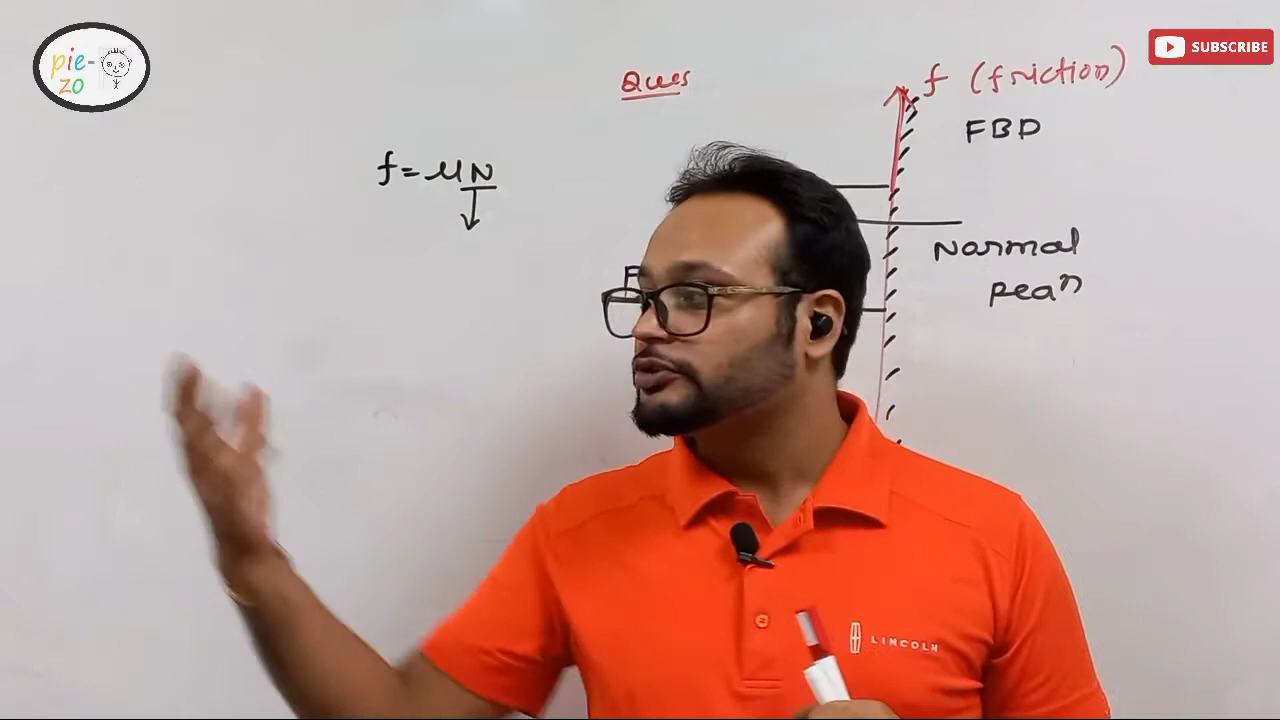 pie-
zo
SUBSCRIBE
Ques
f (friction)
FBD
f = μN
Normal
reaⁿ
F
LINCOLN